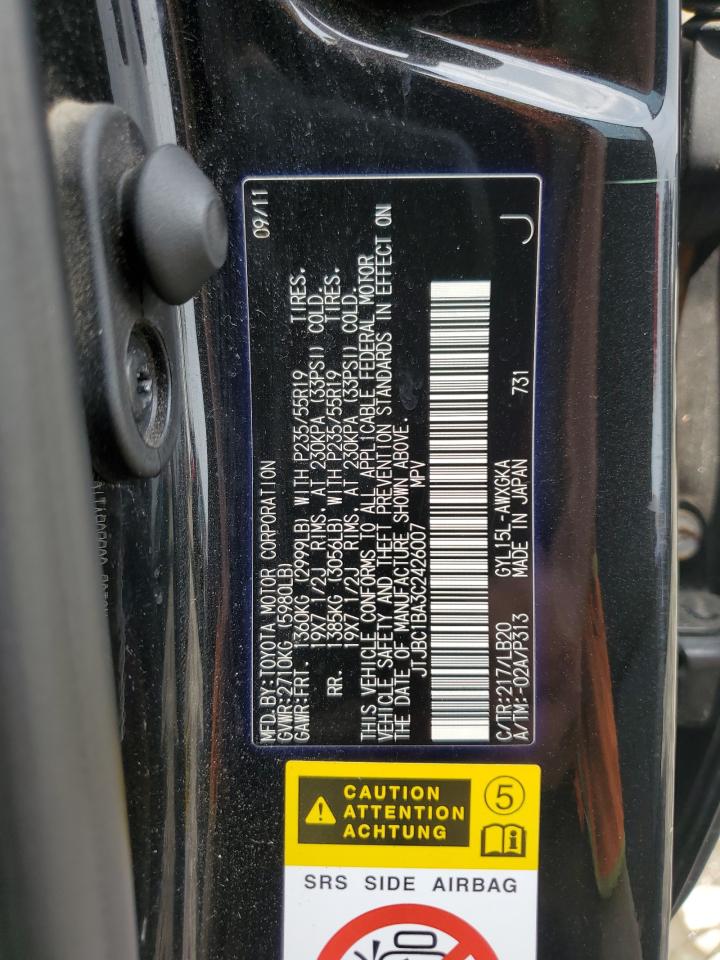 MFD.BY:TOYOTA MOTOR CORPORATION 09/11
GVWR:2710KG (5980LB)
GAWR:FRT. 1360KG (2999LB) WITH P235/55R19 TIRES.
19X7 1/2J RIMS, AT 230KPA (33PSI) COLD.
RR. 1385KG (3056LB) WITH P235/55R19 TIRES.
19X7 1/2J RIMS, AT 230KPA (33PSI) COLD.
THIS VEHICLE CONFORMS TO ALL APPLICABLE FEDERAL MOTOR
VEHICLE SAFETY AND THEFT PREVENTION STANDARDS IN EFFECT ON
THE DATE OF MANUFACTURE SHOWN ABOVE.
JTJBC1BA3C2426007 MPV
C/TR:217/LB20 GYL15L-AWXGKA 731
A/TM:-02A/P313 MADE IN JAPAN J
CAUTION
ATTENTION
ACHTUNG
5
SRS SIDE AIRBAG